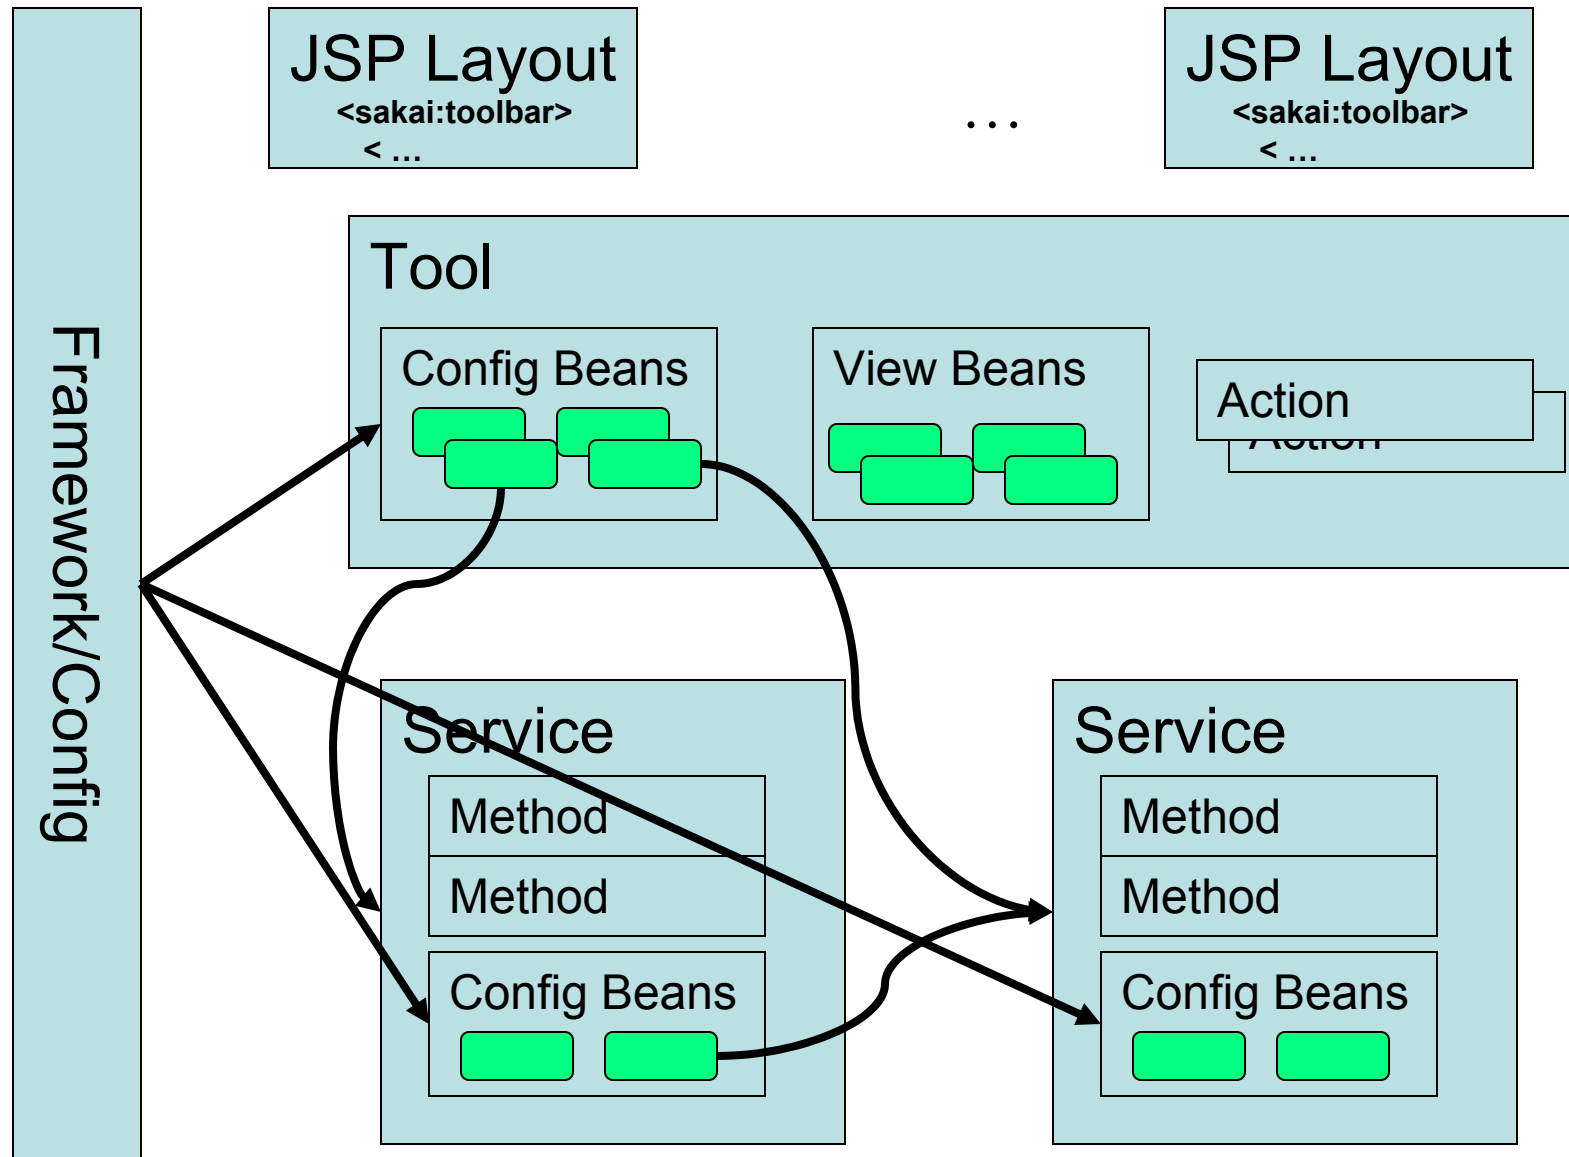 JSP Layout
<sakai:toolbar>
< ...
...
JSP Layout
<sakai:toolbar>
< ...
Framework/Config
Tool
Config Beans
View Beans
Action
Action
Service
Method
Method
Config Beans
Service
Method
Method
Config Beans